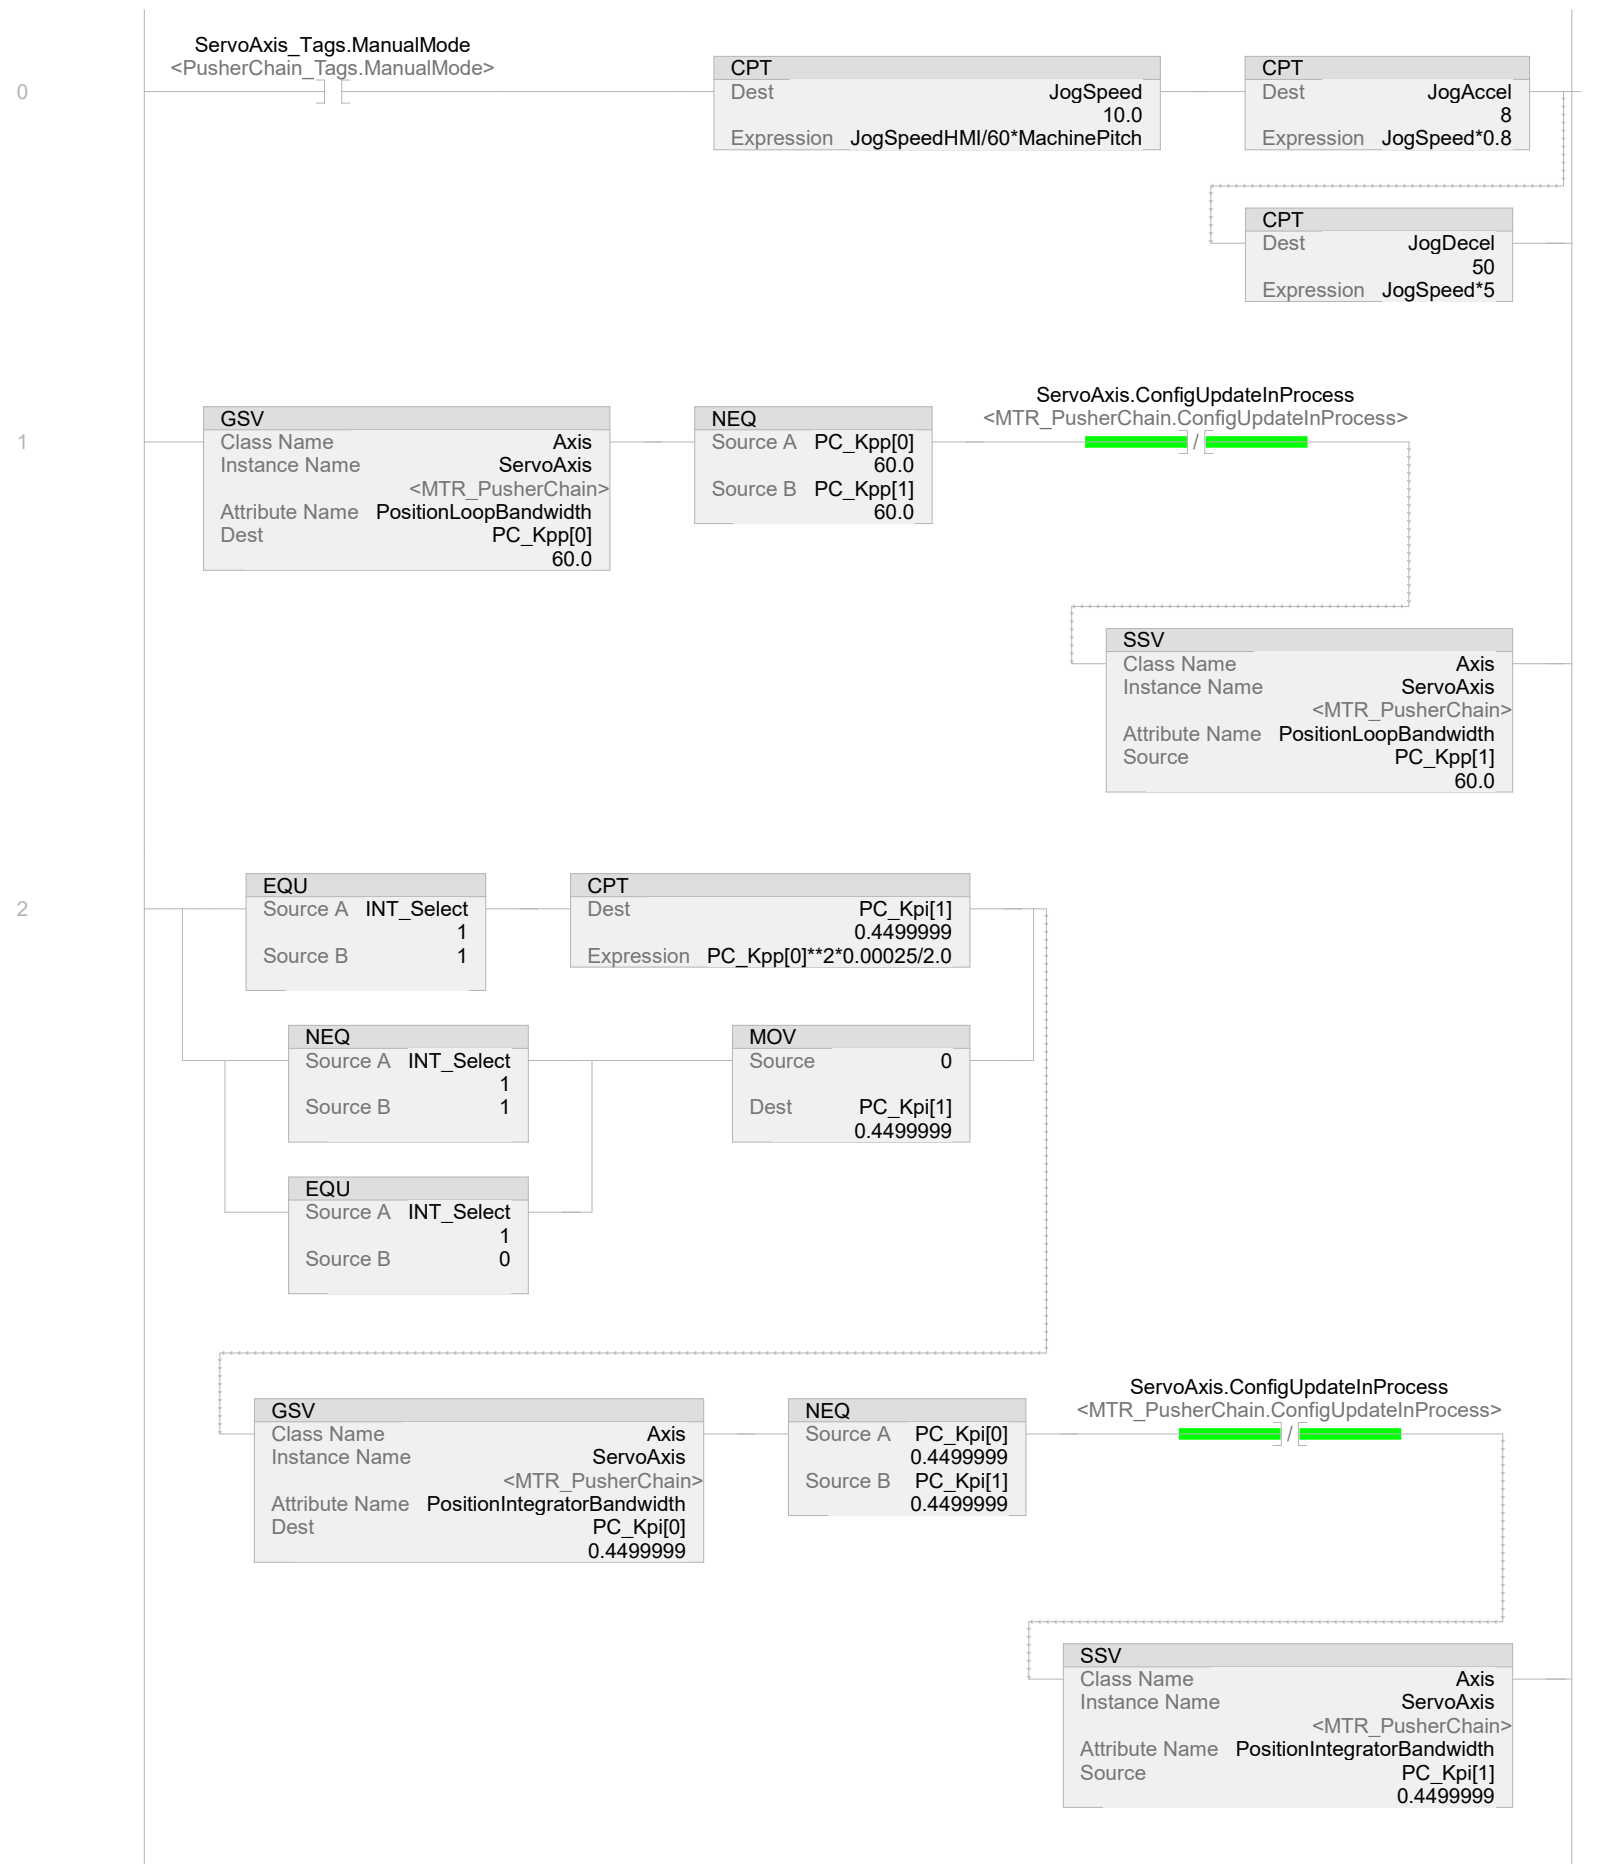 0
ServoAxis_Tags.ManualMode
<PusherChain_Tags.ManualMode>
CPT
Dest JogSpeed
10.0
Expression JogSpeedHMI/60*MachinePitch
CPT
Dest JogAccel
8
Expression JogSpeed*0.8
CPT
Dest JogDecel
50
Expression JogSpeed*5
1
GSV
Class Name Axis
Instance Name ServoAxis
<MTR_PusherChain>
Attribute Name PositionLoopBandwidth
Dest PC_Kpp[0]
60.0
NEQ
Source A PC_Kpp[0]
60.0
Source B PC_Kpp[1]
60.0
ServoAxis.ConfigUpdateInProcess
<MTR_PusherChain.ConfigUpdateInProcess>
/
SSV
Class Name Axis
Instance Name ServoAxis
<MTR_PusherChain>
Attribute Name PositionLoopBandwidth
Source PC_Kpp[1]
60.0
2
EQU
Source A INT_Select
1
Source B 1
CPT
Dest PC_Kpi[1]
0.4499999
Expression PC_Kpp[0]**2*0.00025/2.0
NEQ
Source A INT_Select
1
Source B 1
MOV
Source 0
Dest PC_Kpi[1]
0.4499999
EQU
Source A INT_Select
1
Source B 0
GSV
Class Name Axis
Instance Name ServoAxis
<MTR_PusherChain>
Attribute Name PositionIntegratorBandwidth
Dest PC_Kpi[0]
0.4499999
NEQ
Source A PC_Kpi[0]
0.4499999
Source B PC_Kpi[1]
0.4499999
ServoAxis.ConfigUpdateInProcess
<MTR_PusherChain.ConfigUpdateInProcess>
/
SSV
Class Name Axis
Instance Name ServoAxis
<MTR_PusherChain>
Attribute Name PositionIntegratorBandwidth
Source PC_Kpi[1]
0.4499999